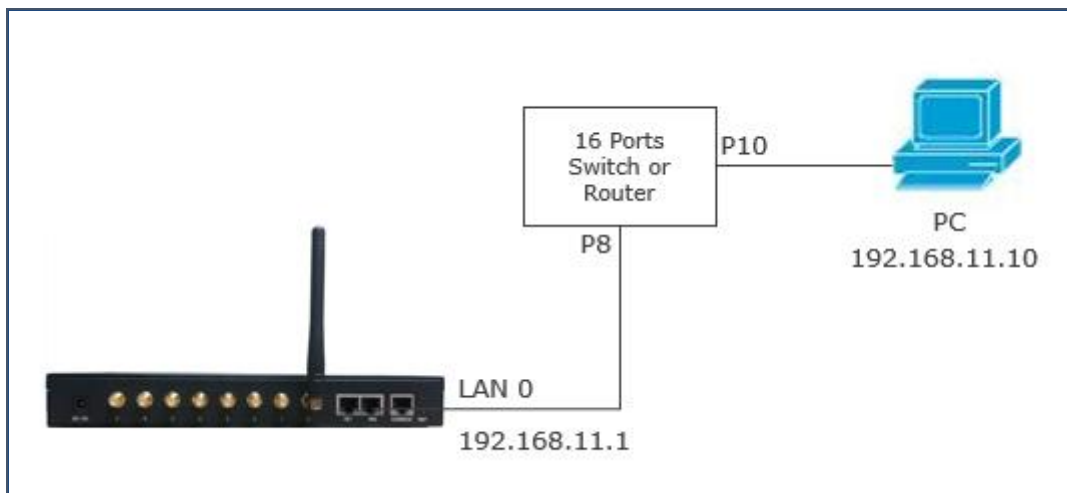 16 Ports
Switch or
Router
P10
P8
PC
192.168.11.10
LAN 0
192.168.11.1